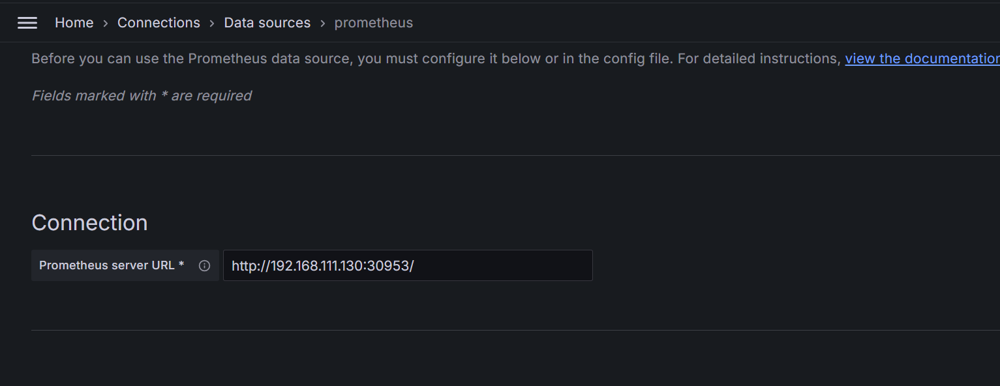 Home › Connections › Data sources › prometheus
Before you can use the Prometheus data source, you must configure it below or in the config file. For detailed instructions, view the documentation
Fields marked with * are required
Connection
Prometheus server URL * http://192.168.111.130:30953/